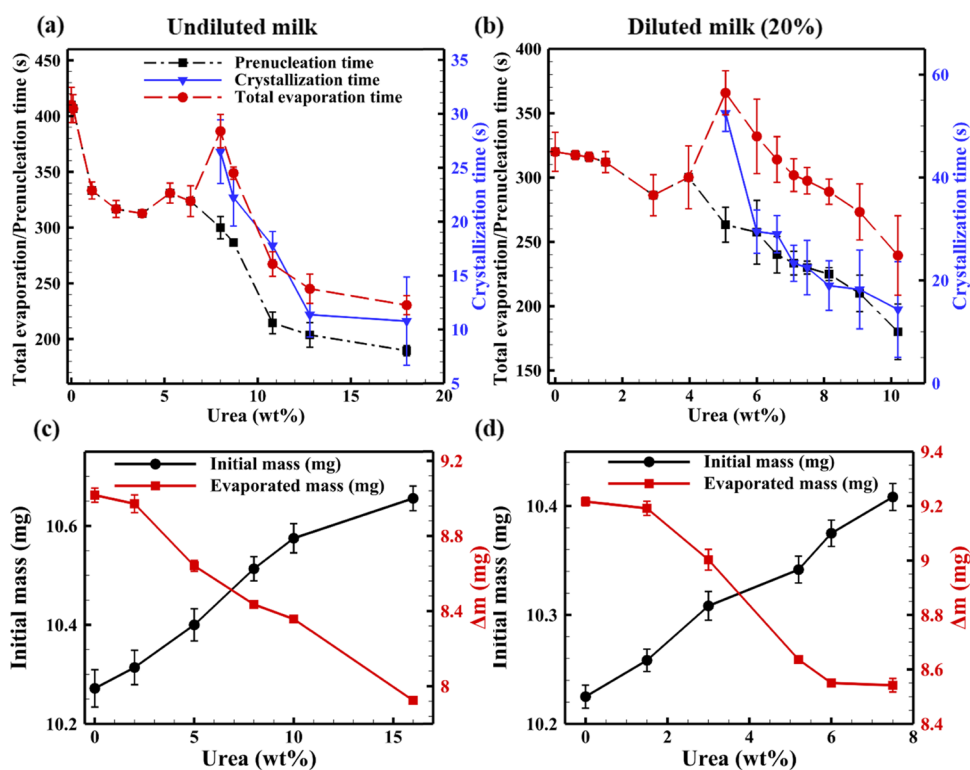 (a) Undiluted milk
Total evaporation/Prenucleation time (s)
450
400
350
300
250
200
Prenucleation time
Crystallization time
Total evaporation time
35
30
25
20
15
10
5
Crystallization time (s)
0 5 10 15 20
Urea (wt%)
(b) Diluted milk (20%)
Total evaporation/Prenucleation time (s)
400
350
300
250
200
150
140
60
40
20
0
Crystallization time (s)
0 2 4 6 8 10
Urea (wt%)
(c)
Initial mass (mg)
10.6
10.4
10.2
Initial mass (mg)
Evaporated mass (mg)
9.2
8.8
8.4
8
Δm (mg)
0 5 10 15
Urea (wt%)
(d)
Initial mass (mg)
10.4
10.3
10.2
Initial mass (mg)
Evaporated mass (mg)
9.4
9.2
9
8.8
8.6
8.4
Δm (mg)
0 2 4 6 8
Urea (wt%)